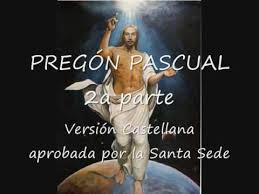 PREGÓN PASCUAL
2a parte
Versión Castellana
aprobada por la Santa Sede